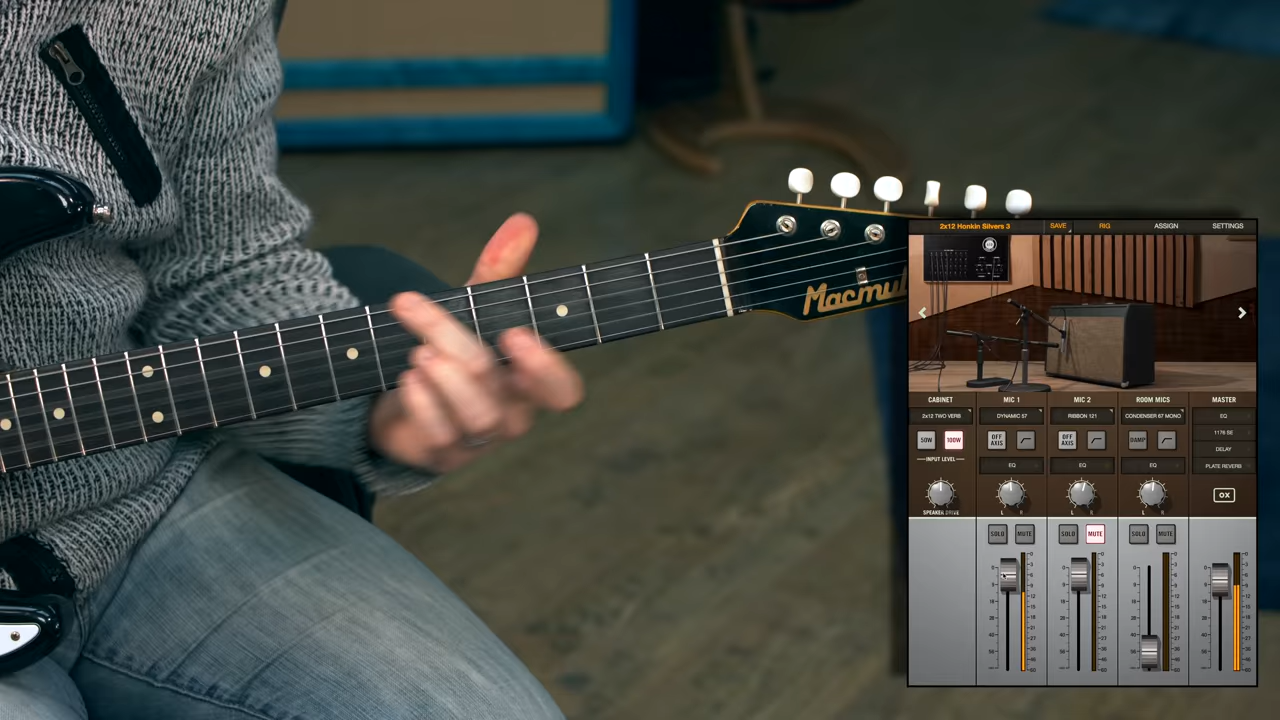 Macmul
2x12 Honkin Silvers 3 SAVE RIG ASSIGN SETTINGS
CABINET MIC 1 MIC 2 ROOM MICS MASTER
2x12 TWO VERB DYNAMIC 57 RIBBON 121 CONDENSER 67 MONO EQ
1176 SE
50W 100W OFF AXIS OFF AXIS DAMP
DELAY
INPUT LEVEL
EQ EQ EQ PLATE REVERB
OX
SPEAKER DRIVE L R L R L R
SOLO MUTE SOLO MUTE SOLO MUTE